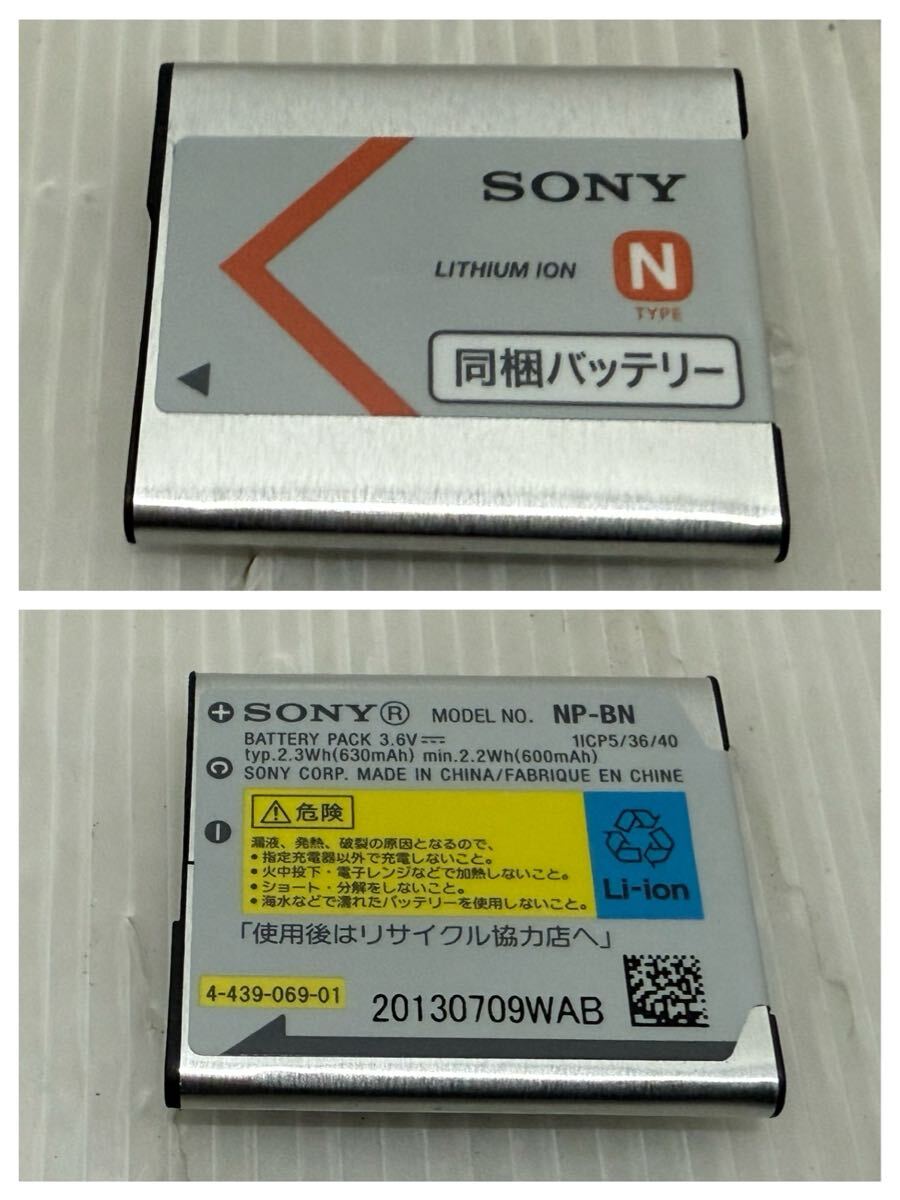 SONY
LITHIUM ION
N
TYPE
同梱バッテリー
SONY® MODEL NO. NP-BN
BATTERY PACK 3.6V⎓ 1ICP5/36/40
typ.2.3Wh(630mAh) min.2.2Wh(600mAh)
SONY CORP. MADE IN CHINA/FABRIQUE EN CHINE
危険
漏液、発熱、破裂の原因となるので、
•指定充電器以外で充電しないこと。
•火中投下・電子レンジなどで加熱しないこと。
•ショート・分解をしないこと。
•海水などで濡れたバッテリーを使用しないこと。
Li-ion
「使用後はリサイクル協力店へ」
4-439-069-01
20130709WAB